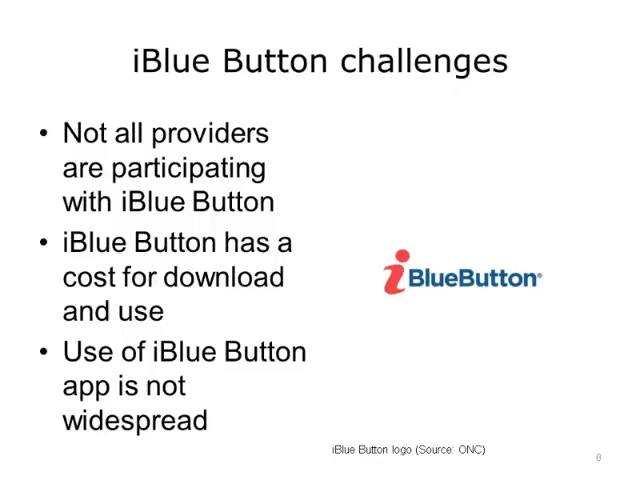 iBlue Button challenges
• Not all providers
are participating
with iBlue Button
• iBlue Button has a
cost for download
and use
• Use of iBlue Button
app is not
widespread
iBlueButton®
iBlue Button logo (Source: ONC)
8